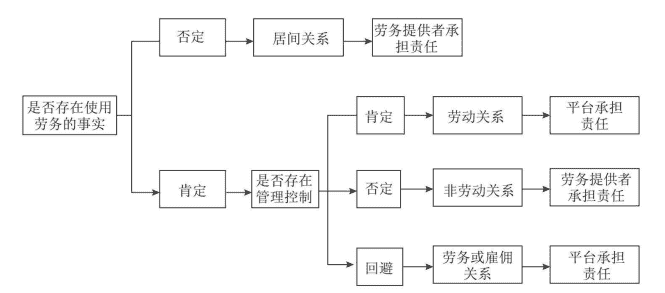 否定
居间关系
劳务提供者承
担责任
是否存在使用
劳务的事实
肯定
是否存在
管理控制
肯定
劳动关系
平台承担
责任
否定
非劳动关系
劳务提供者
承担责任
回避
劳务或雇佣
关系
平台承担
责任